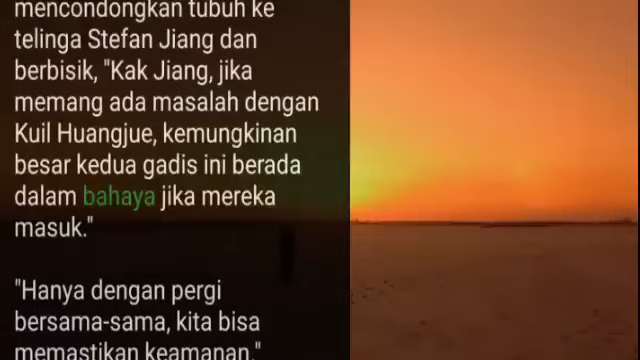 mencondongkan tubuh ke
telinga Stefan Jiang dan
berbisik, "Kak Jiang, jika
memang ada masalah dengan
Kuil Huangjue, kemungkinan
besar kedua gadis ini berada
dalam bahaya jika mereka
masuk."
"Hanya dengan pergi
bersama-sama, kita bisa
memastikan keamanan."